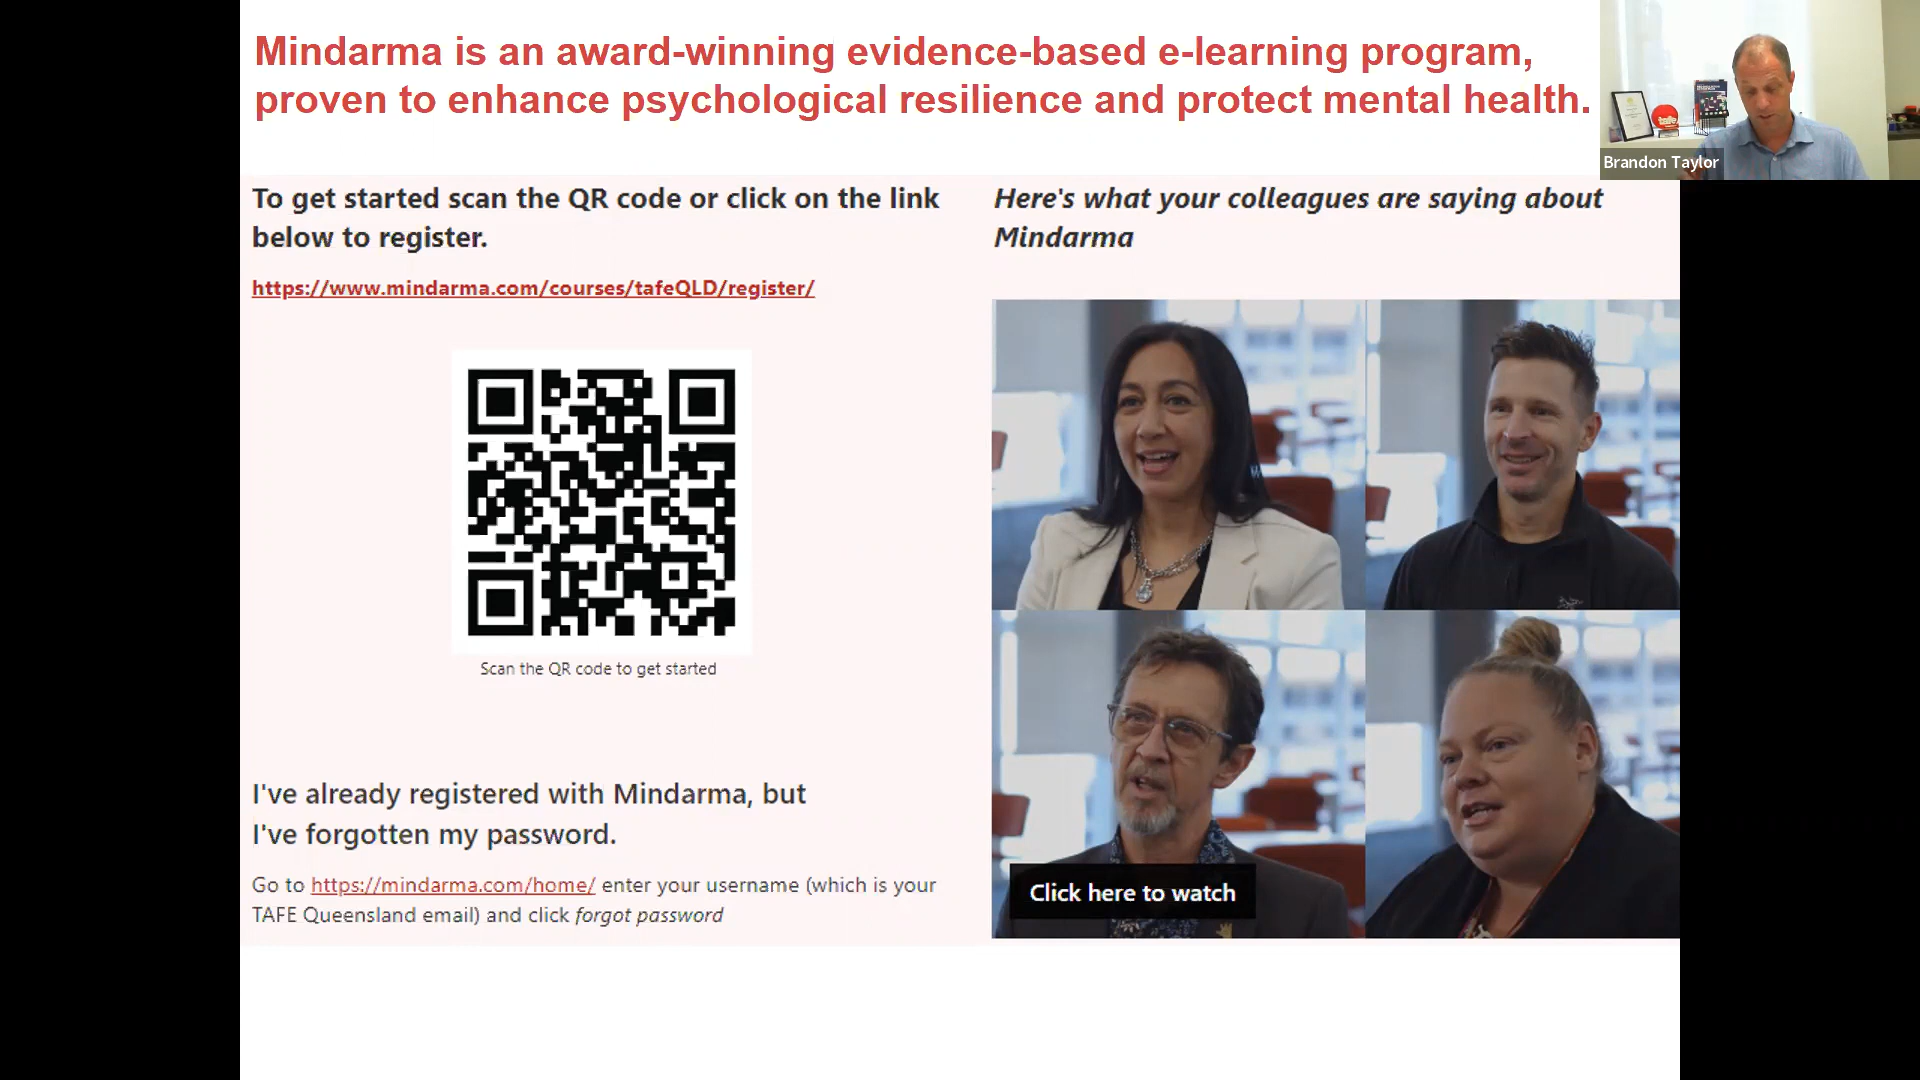 Mindarma is an award-winning evidence-based e-learning program,
proven to enhance psychological resilience and protect mental health.
Brandon Taylor
To get started scan the QR code or click on the link
below to register.
https://www.mindarma.com/courses/tafeQLD/register/
Scan the QR code to get started
I've already registered with Mindarma, but
I've forgotten my password.
Go to https://mindarma.com/home/ enter your username (which is your
TAFE Queensland email) and click forgot password
Here's what your colleagues are saying about
Mindarma
Click here to watch